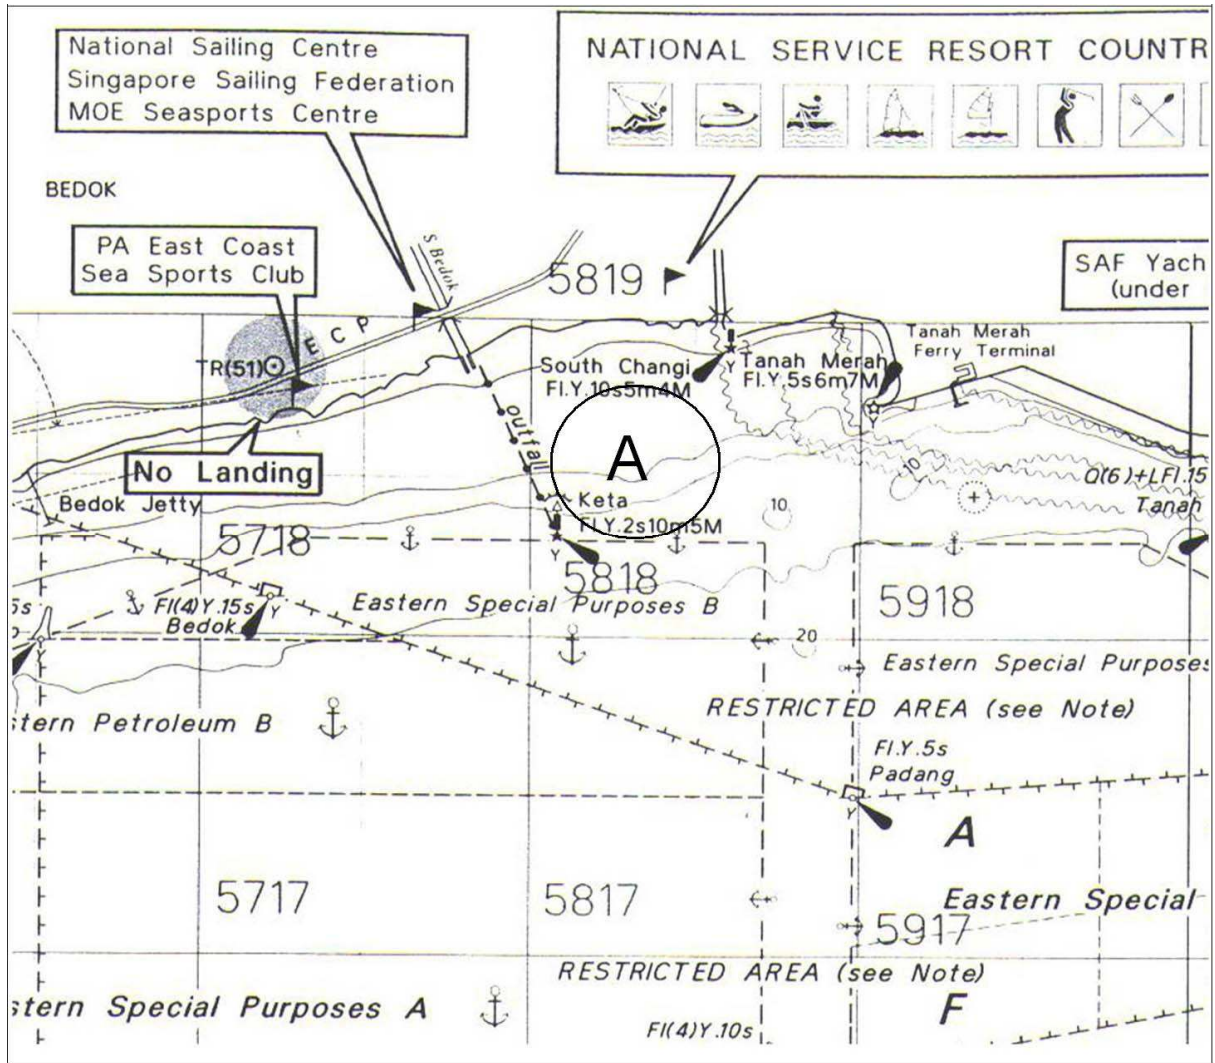 National Sailing Centre
Singapore Sailing Federation
MOE Seasports Centre
NATIONAL SERVICE RESORT COUNTR
BEDOK
PA East Coast
Sea Sports Club
S Bedok
5819
SAF Yach
(under
E C P
TR(51)
South Changi
Fl.Y.10s5m4M
Y
Tanah Merah
Fl.Y.5s6m7M
Y
Tanah Merah
Ferry Terminal
outfall
A
No Landing
Bedok Jetty
Keta
Fl.Y.2s10m5M
Y
10
10
Q(6)+LFl.15
Tanah
5718
5818
5918
Fl(4)Y.15s
Bedok
Y
5s
Y
Eastern Special Purposes B
20
Eastern Special Purposes
RESTRICTED AREA (see Note)
stern Petroleum B
Fl.Y.5s
Padang
Y
A
5717
5817
5917
Eastern Special
RESTRICTED AREA (see Note)
F
stern Special Purposes A
Fl(4)Y.10s